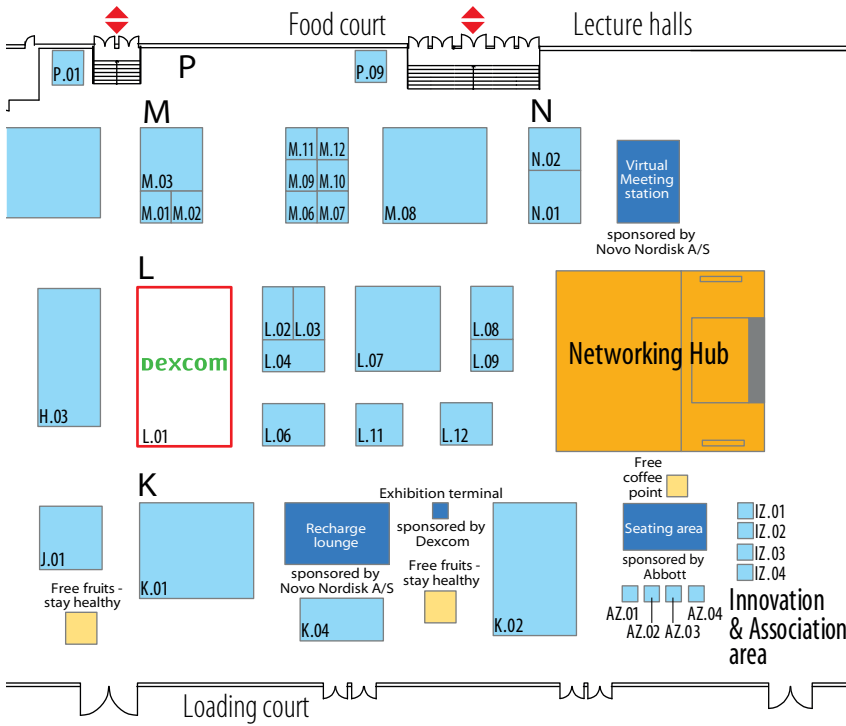 Food court
Lecture halls
P.01
P
P.09
M
N
M.03
M.01
M.02
M.11
M.12
M.09
M.10
M.06
M.07
M.08
N.02
N.01
Virtual
Meeting
station
sponsored by
Novo Nordisk A/S
L
H.03
Dexcom
L.01
L.02
L.03
L.04
L.07
L.08
L.09
L.06
L.11
L.12
Networking Hub
Free
coffee
point
K
J.01
K.01
Recharge
lounge
sponsored by
Novo Nordisk A/S
K.04
Exhibition terminal
sponsored by
Dexcom
Free fruits -
stay healthy
Free fruits -
stay healthy
K.02
Seating area
sponsored by
Abbott
IZ.01
IZ.02
IZ.03
IZ.04
AZ.01
AZ.02
AZ.03
AZ.04
Innovation
& Association
area
Loading court